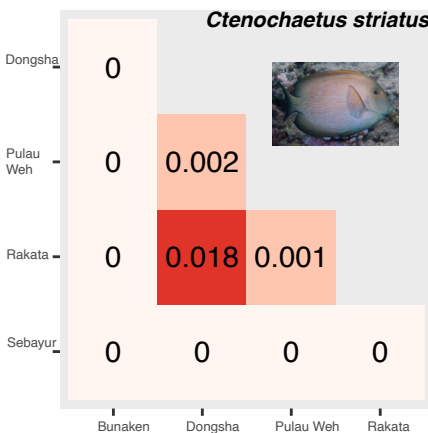 Ctenochaetus striatus
Dongsha 0
Pulau
Weh 0 0.002
Rakata 0 0.018 0.001
Sebayur 0 0 0 0
Bunaken Dongsha Pulau Weh Rakata